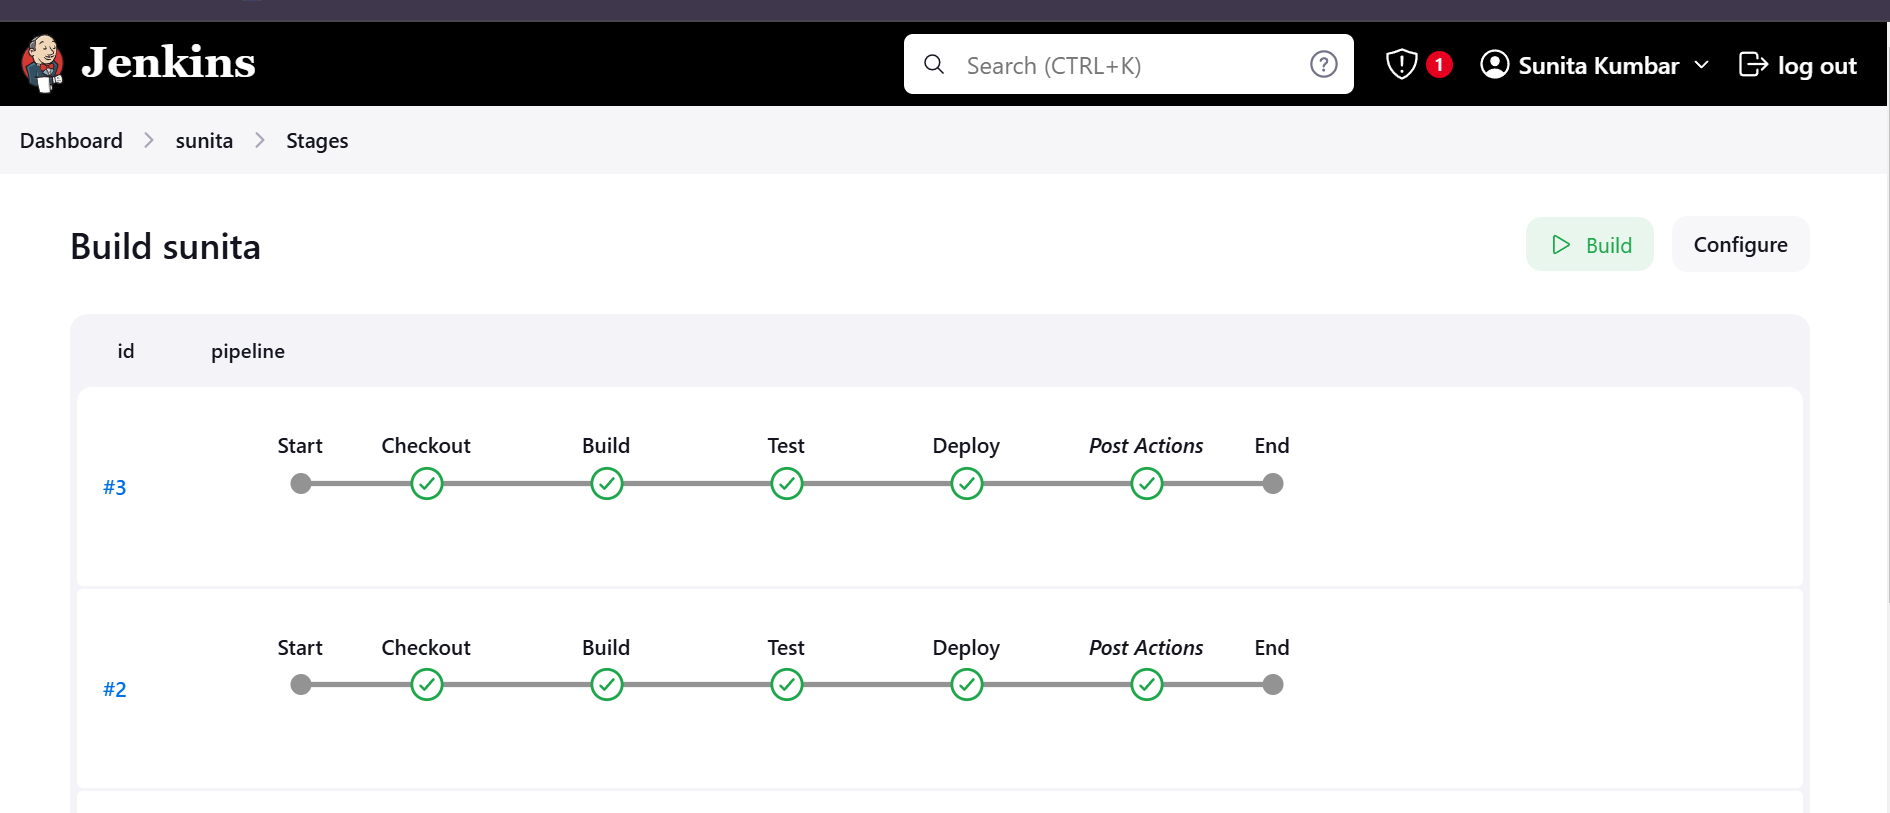 Jenkins
Search (CTRL+K)
1
Sunita Kumbar
log out
Dashboard
sunita
Stages
Build sunita
Build
Configure
id pipeline
Start Checkout Build Test Deploy Post Actions End
#3
Start Checkout Build Test Deploy Post Actions End
#2